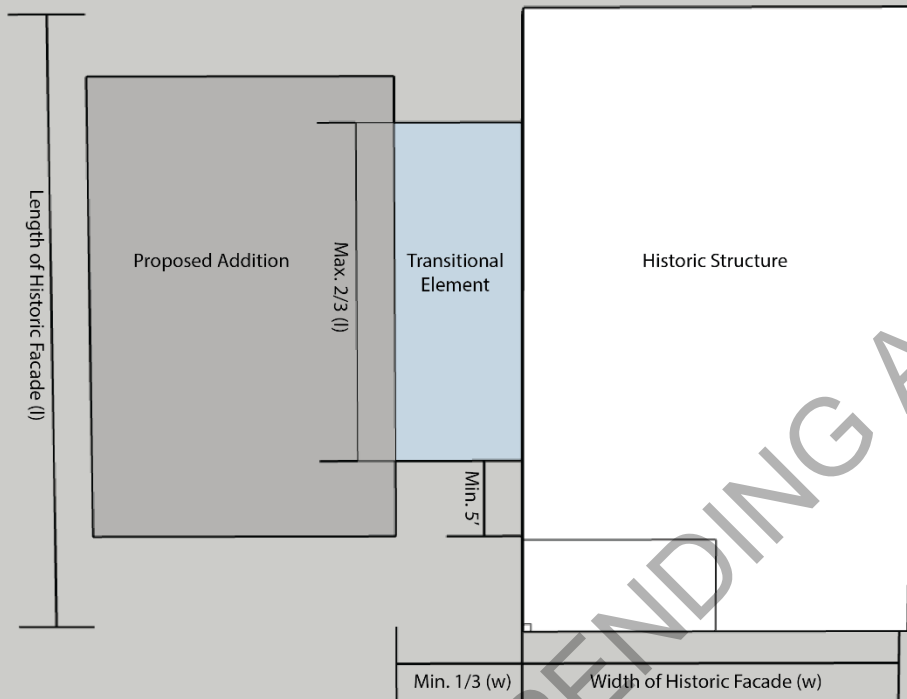 Length of Historic Facade (l)
Proposed Addition
Max. 2/3 (l)
Transitional
Element
Historic Structure
Min. 5'
Min. 1/3 (w)
Width of Historic Facade (w)
PENDING A